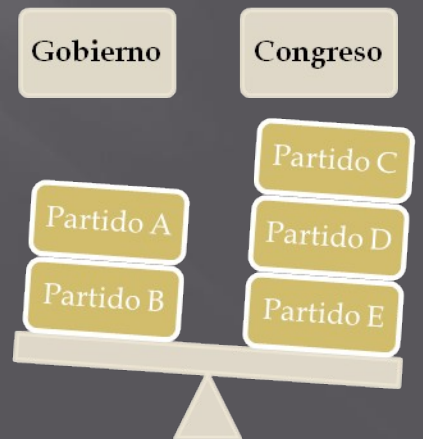 Gobierno
Congreso
Partido C
Partido A
Partido D
Partido B
Partido E